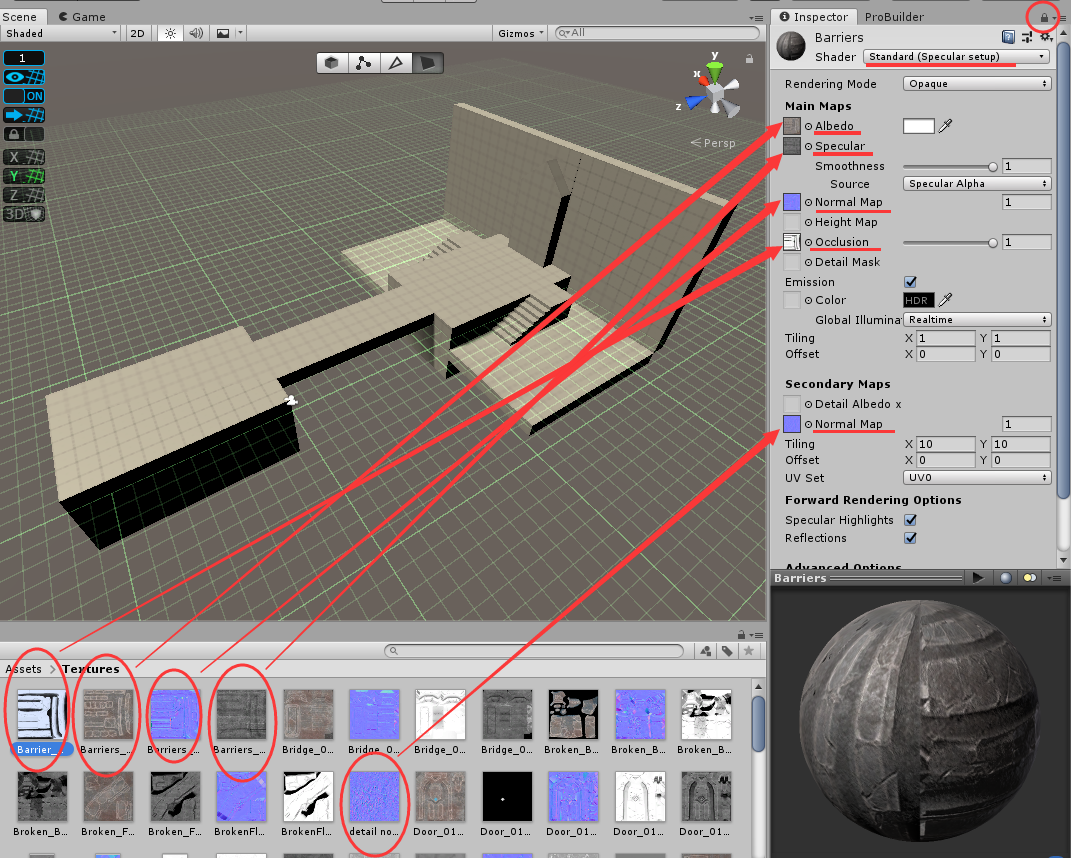 Scene
Game
Inspector
ProBuilder
Shaded
2D
Gizmos
All
Barriers
Shader
Standard (Specular setup)
1
ON
X
Y
Z
3D
y
x
z
Persp
Rendering Mode
Opaque
Main Maps
Albedo
Specular
Smoothness
1
Source
Specular Alpha
Normal Map
1
Height Map
Occlusion
1
Detail Mask
Emission
Color
HDR
Global Illumina
Realtime
Tiling
X 1
Y 1
Offset
X 0
Y 0
Secondary Maps
Detail Albedo x
Normal Map
1
Tiling
X 10
Y 10
Offset
X 0
Y 0
UV Set
UV0
Forward Rendering Options
Specular Highlights
Reflections
Advanced Options
Barriers
Assets
Textures
Barrier_...
Barriers_...
Barriers_...
Barriers_...
Bridge_0...
Bridge_0...
Bridge_0...
Bridge_0...
Broken_B...
Broken_B...
Broken_B...
Broken_B...
Broken_F...
Broken_F...
BrokenFl...
BrokenFl...
detail no...
Door_01...
Door_01...
Door_01...
Door_01...
Door_01...